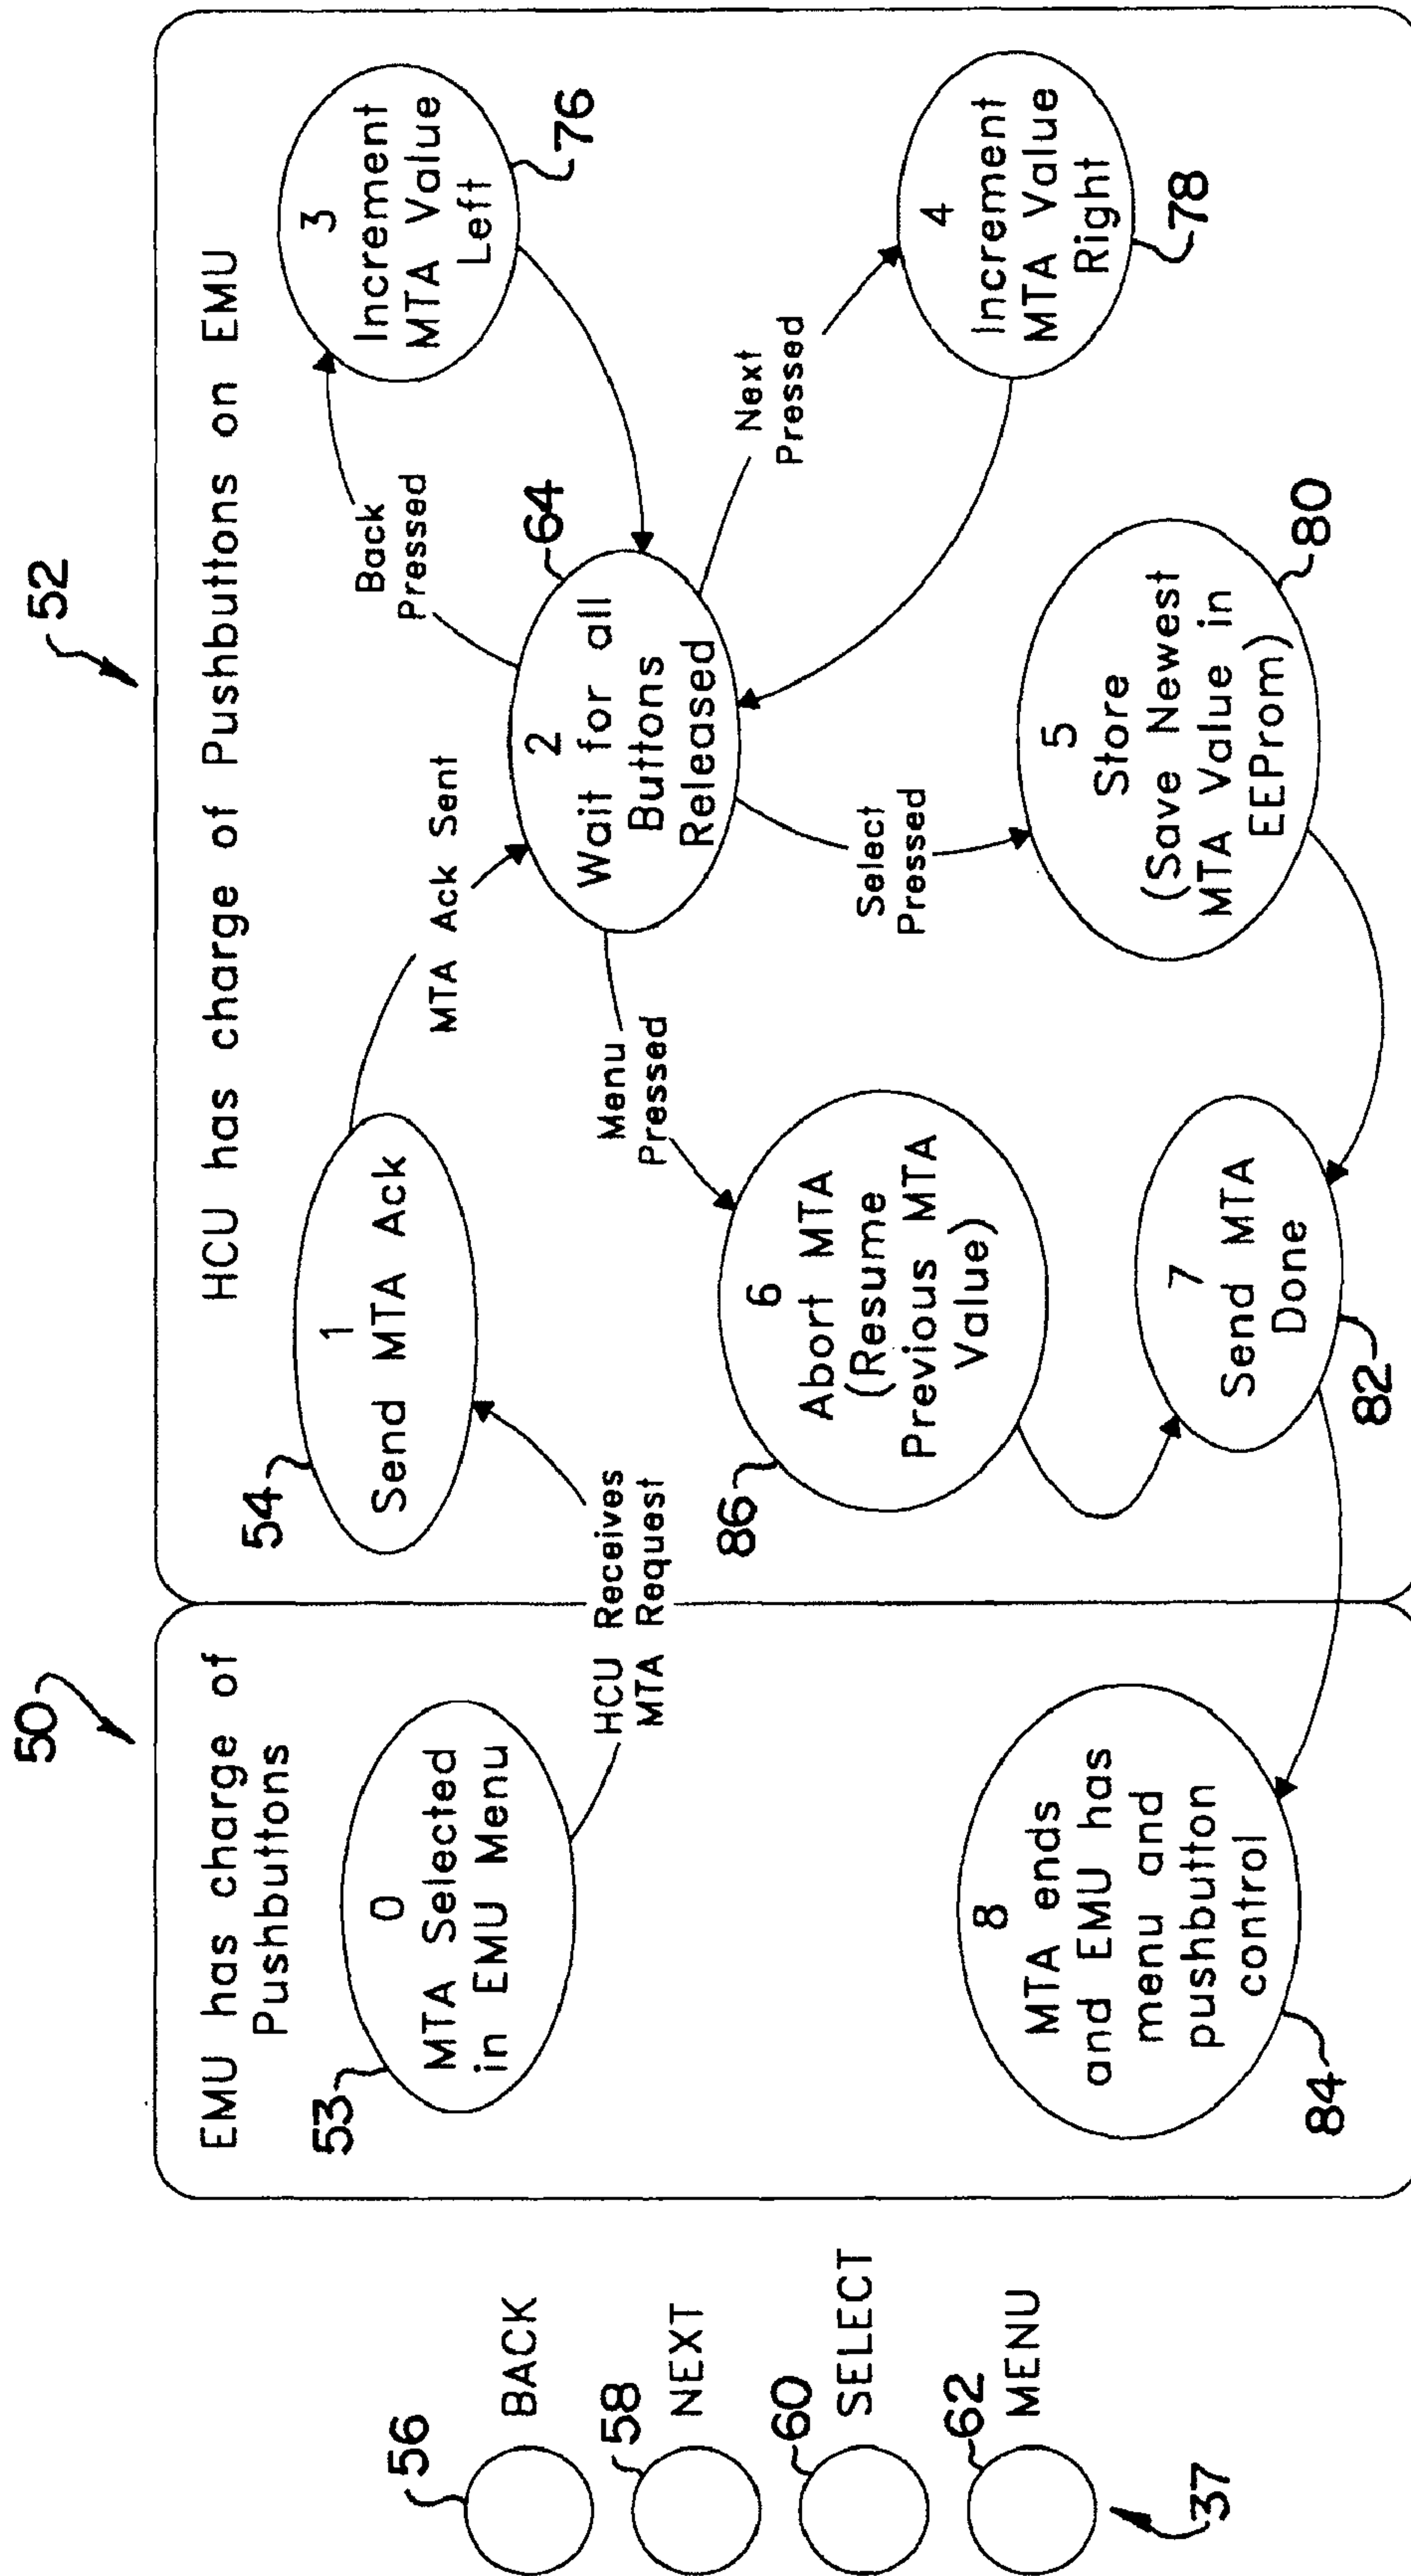 52
50
HCU has charge of Pushbuttons on EMU
EMU has charge of
Pushbuttons
53
0
MTA Selected
in EMU Menu
HCU Receives
MTA Request
54
1
Send MTA Ack
MTA Ack Sent
64
2
Wait for all
Buttons
Released
Back
Pressed
3
Increment
MTA Value
Left
76
Next
Pressed
4
Increment
MTA Value
Right
78
Select
Pressed
5
Store
(Save Newest
MTA Value in
EEProm)
80
Menu
Pressed
86
6
Abort MTA
(Resume
Previous MTA
Value)
7
Send MTA
Done
82
8
MTA ends
and EMU has
menu and
pushbutton
control
84
56
BACK
58
NEXT
60
SELECT
62
MENU
37